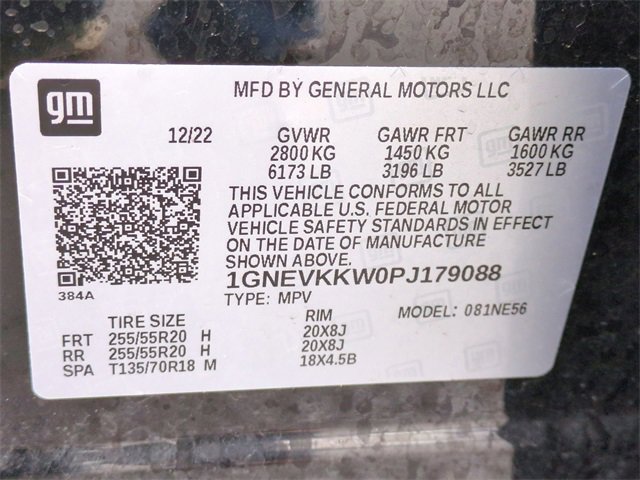 gm
MFD BY GENERAL MOTORS LLC
12/22 GVWR GAWR FRT GAWR RR
2800 KG 1450 KG 1600 KG
6173 LB 3196 LB 3527 LB
THIS VEHICLE CONFORMS TO ALL
APPLICABLE U.S. FEDERAL MOTOR
VEHICLE SAFETY STANDARDS IN EFFECT
ON THE DATE OF MANUFACTURE
SHOWN ABOVE.
384A
1GNEVKKW0PJ179088
TYPE: MPV MODEL: 081NE56
TIRE SIZE RIM
FRT 255/55R20 H 20X8J
RR 255/55R20 H 20X8J
SPA T135/70R18 M 18X4.5B